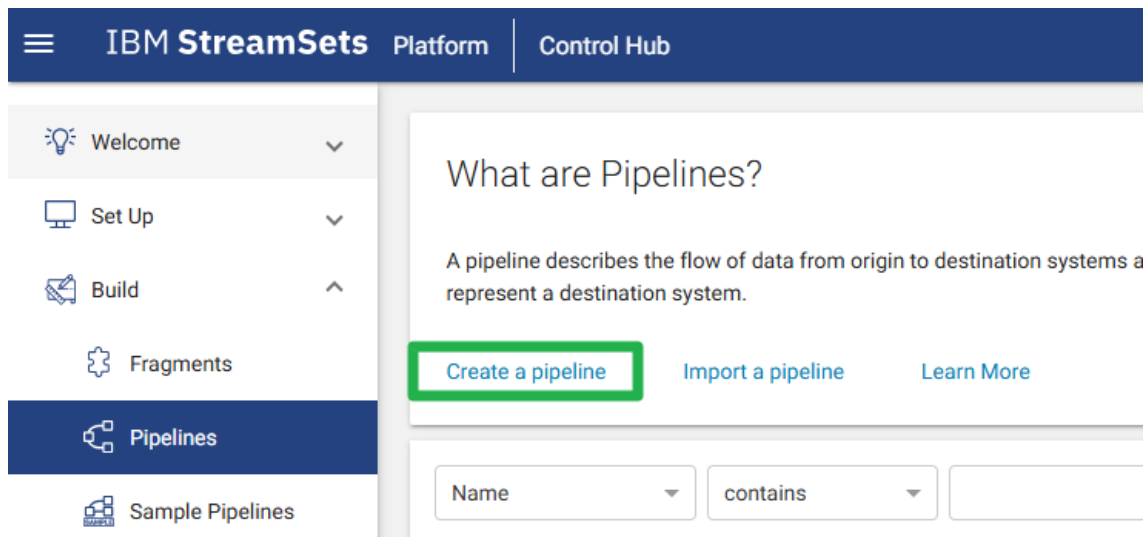 IBM StreamSets Platform Control Hub
Welcome
Set Up
Build
Fragments
Pipelines
SAMPLE
Sample Pipelines
What are Pipelines?
A pipeline describes the flow of data from origin to destination systems a
represent a destination system.
Create a pipeline Import a pipeline Learn More
Name contains